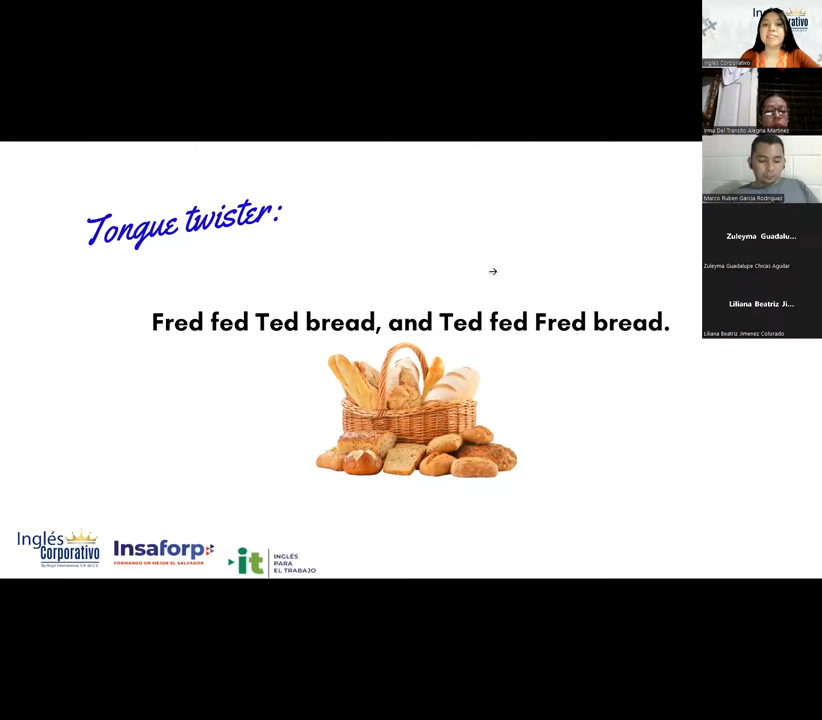 Inglés Corporativo
Irma Del Transito Alegria Martinez
Marco Ruben Garcia Rodriguez
Zuleyma Guadalu...
Zuleyma Guadalupe Chicas Aguilar
Liliana Beatriz Ji...
Liliana Beatriz Jimenez Colorado
Tongue twister:
Fred fed Ted bread, and Ted fed Fred bread.
Inglés
Corporativo
Insaforp
FORMANDO UN MEJOR EL SALVADOR
it
INGLÉS
PARA
EL TRABAJO